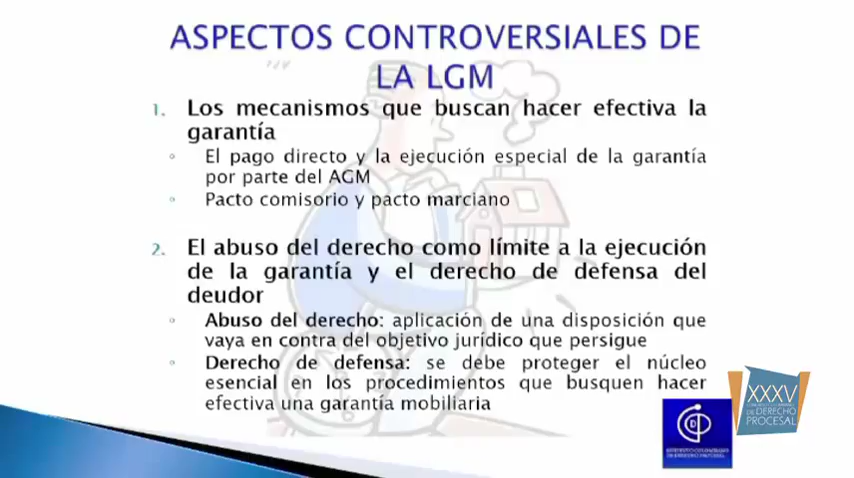 ASPECTOS CONTROVERSIALES DE
LA LGM
1. Los mecanismos que buscan hacer efectiva la
garantía
◦ El pago directo y la ejecución especial de la garantía
por parte del AGM
◦ Pacto comisorio y pacto marciano
2. El abuso del derecho como límite a la ejecución
de la garantía y el derecho de defensa del
deudor
◦ Abuso del derecho: aplicación de una disposición que
vaya en contra del objetivo jurídico que persigue
◦ Derecho de defensa: se debe proteger el núcleo
esencial en los procedimientos que busquen hacer
efectiva una garantía mobiliaria
XXXV
DE DERECHO
PROCESAL